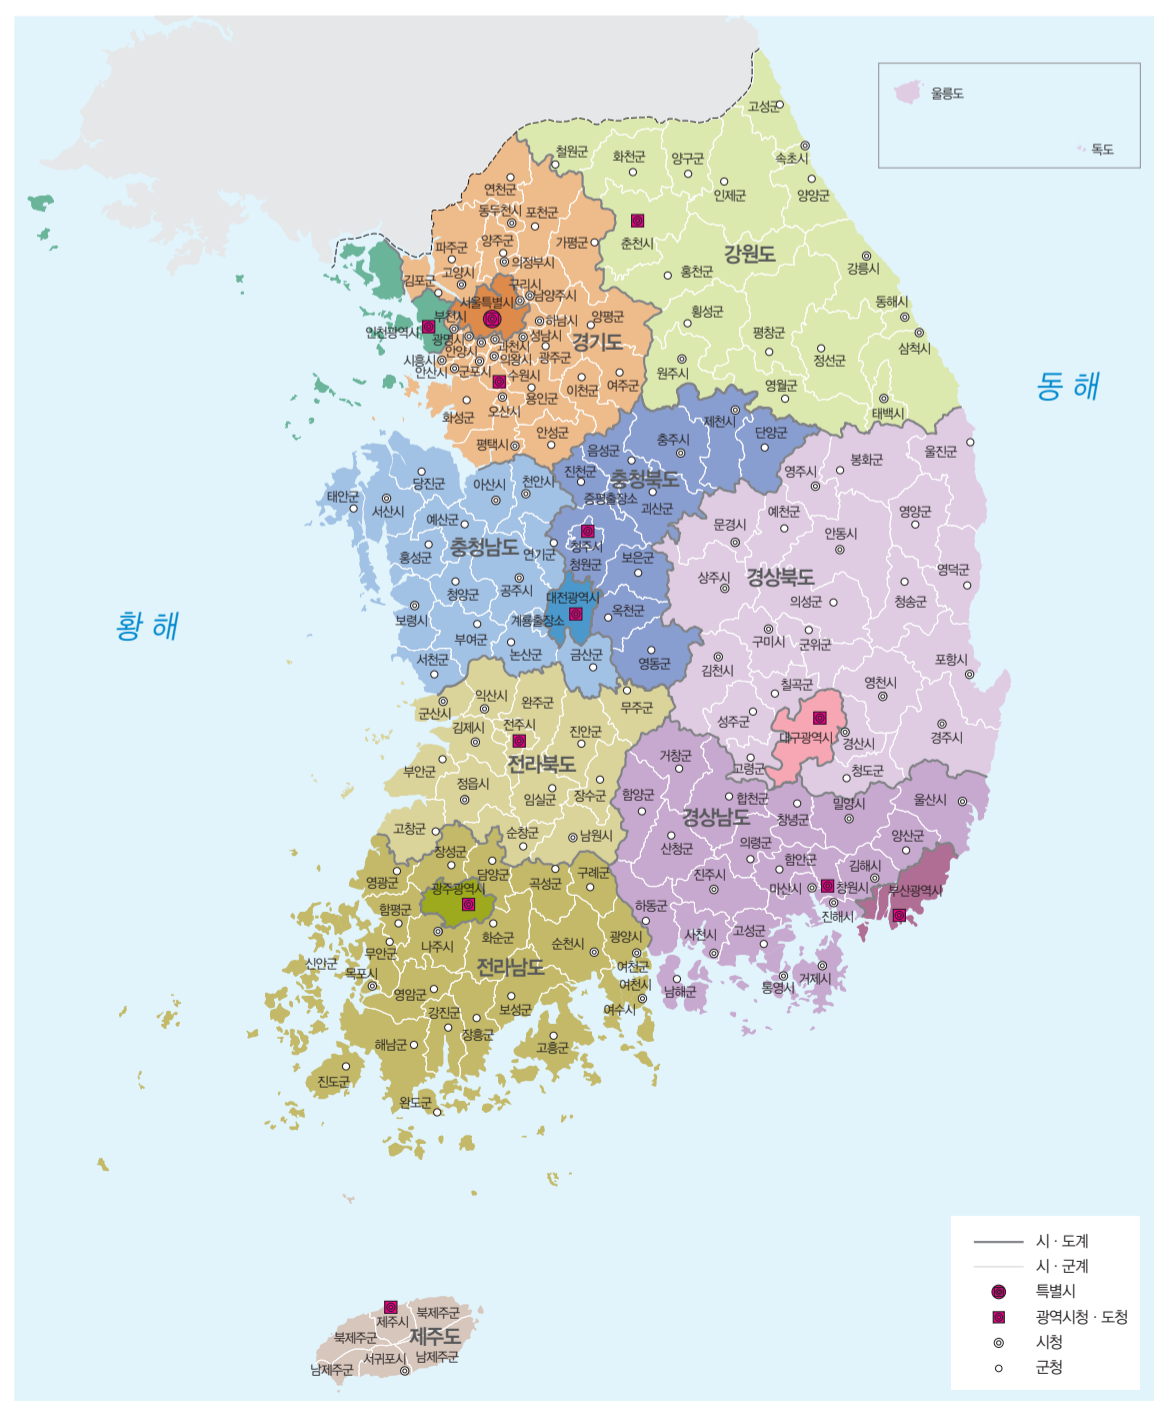 울릉도
독도
고성군
속초시
양양군
철원군
화천군
양구군
인제군
춘천시
강원도
홍천군
강릉시
동해시
삼척시
횡성군
평창군
정선군
원주시
영월군
태백시
연천군
동두천시
포천군
가평군
파주군
양주군
의정부시
고양시
김포군
구리시
남양주시
서울특별시
부천시
인천광역시
광명시
하남시
양평군
성남시
경기도
과천시
안양시
의왕시
광주군
시흥시
안산시
군포시
수원시
용인군
이천군
여주군
화성군
오산시
평택시
안성군
동 해
황 해
제천시
단양군
충주시
음성군
진천군
충청북도
증평출장소
괴산군
청주시
청원군
보은군
옥천군
영동군
태안군
서산시
당진군
아산시
천안시
예산군
홍성군
충청남도
연기군
청양군
공주시
대전광역시
계룡출장소
보령시
부여군
논산군
금산군
서천군
울진군
봉화군
영주시
예천군
문경시
안동시
영양군
경상북도
상주시
의성군
청송군
영덕군
구미시
군위군
김천시
포항시
칠곡군
영천시
성주군
대구광역시
경산시
경주시
고령군
청도군
군산시
익산시
완주군
무주군
김제시
전주시
진안군
전라북도
부안군
정읍시
임실군
장수군
고창군
순창군
남원시
거창군
함양군
합천군
경상남도
창녕군
밀양시
울산시
산청군
의령군
양산군
함안군
김해시
진주시
마산시
창원시
부산광역시
진해시
하동군
사천시
고성군
통영시
거제시
남해군
장성군
영광군
담양군
곡성군
구례군
광주광역시
함평군
나주시
화순군
순천시
광양시
무안군
신안군
목포시
전라남도
여천군
여천시
여수시
영암군
강진군
장흥군
보성군
고흥군
해남군
진도군
완도군
제주시
북제주군
북제주군
제주도
서귀포시
남제주군
남제주군
시 · 도계
시 · 군계
특별시
광역시청 · 도청
시청
군청